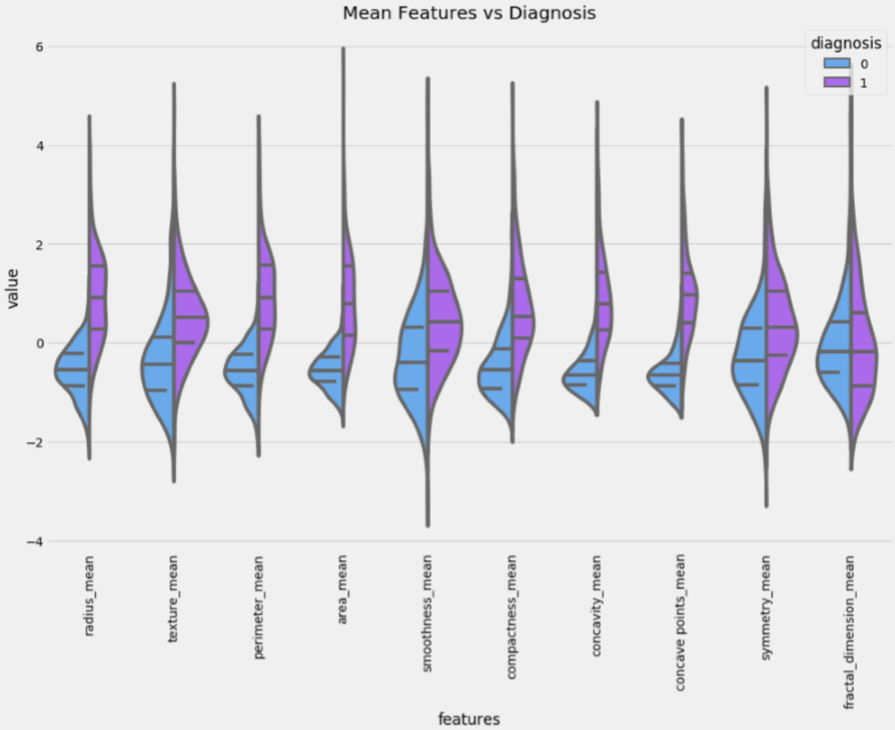 Mean Features vs Diagnosis
diagnosis
0
1
6
4
2
0
−2
−4
value
radius_mean
texture_mean
perimeter_mean
area_mean
smoothness_mean
compactness_mean
concavity_mean
concave points_mean
symmetry_mean
fractal_dimension_mean
features